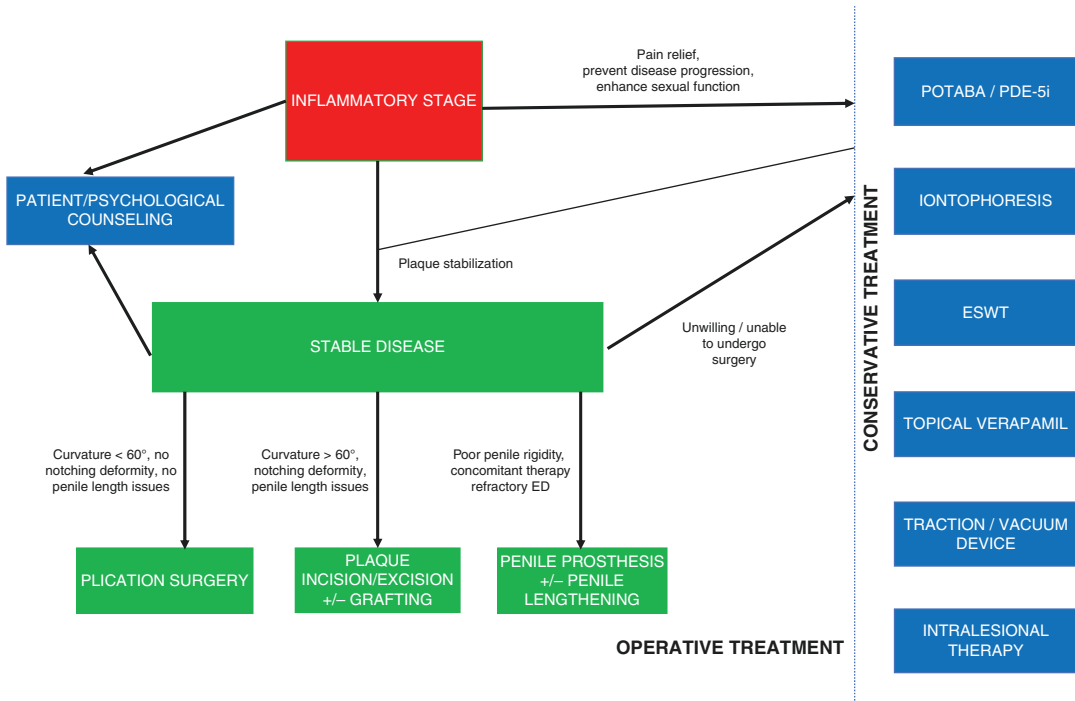 INFLAMMATORY STAGE
Pain relief,
prevent disease progression,
enhance sexual function
POTABA / PDE-5i
PATIENT/PSYCHOLOGICAL
COUNSELING
IONTOPHORESIS
CONSERVATIVE TREATMENT
Plaque stabilization
ESWT
STABLE DISEASE
Unwilling / unable
to undergo
surgery
TOPICAL VERAPAMIL
Curvature < 60°, no
notching deformity, no
penile length issues
Curvature > 60°,
notching deformity,
penile length issues
Poor penile rigidity,
concomitant therapy
refractory ED
TRACTION / VACUUM
DEVICE
PLICATION SURGERY
PLAQUE
INCISION/EXCISION
+/– GRAFTING
PENILE PROSTHESIS
+/– PENILE
LENGTHENING
OPERATIVE TREATMENT
INTRALESIONAL
THERAPY